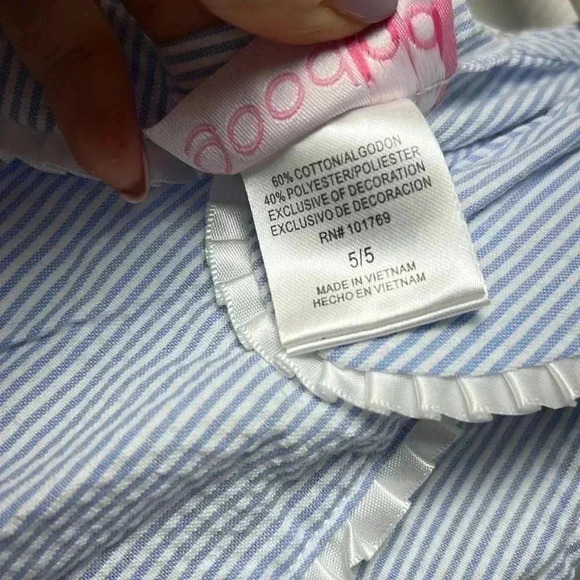 60% COTTON/ALGODON
40% POLYESTER/POLIESTER
EXCLUSIVE OF DECORATION
EXCLUSIVO DE DECORACION
RN# 101769
5/5
MADE IN VIETNAM
HECHO EN VIETNAM